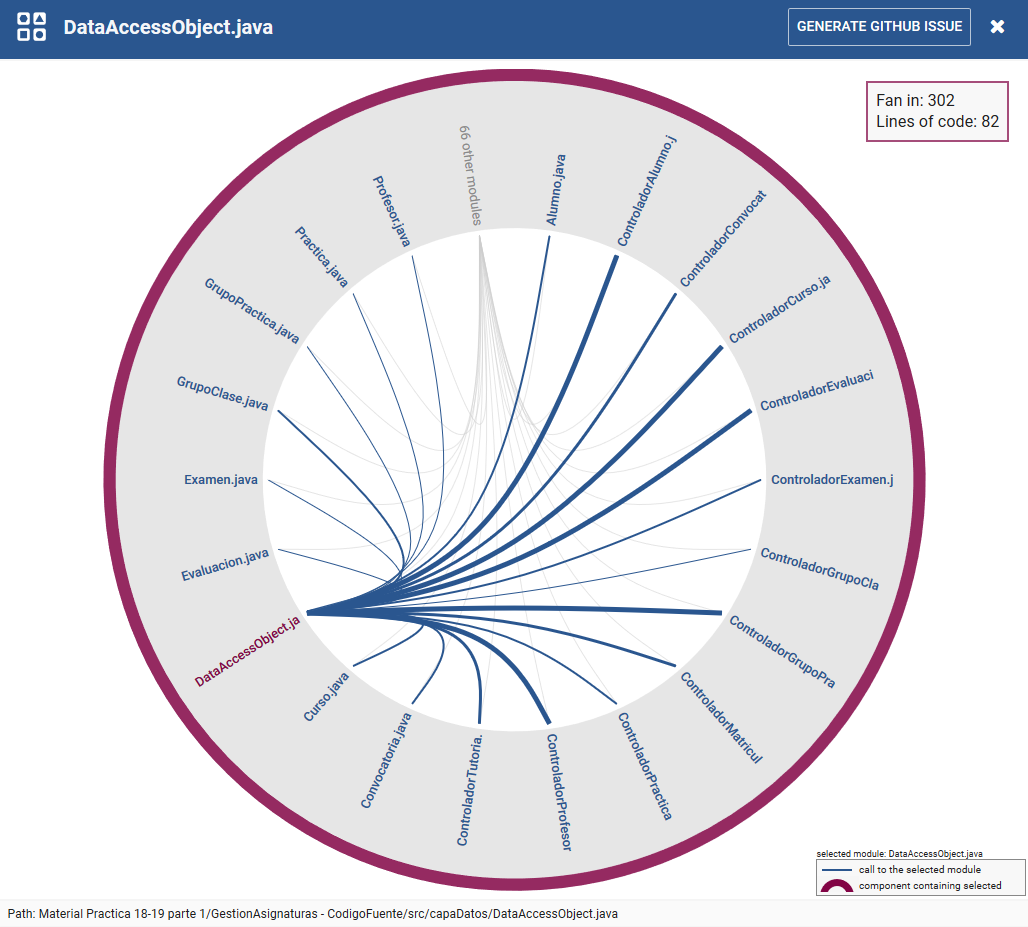 DataAccessObject.java
GENERATE GITHUB ISSUE
Fan in: 302
Lines of code: 82
66 other modules
Alumno.java
ControladorAlumno.j
ControladorConvocat
ControladorCurso.ja
ControladorEvaluaci
ControladorExamen.j
ControladorGrupoCla
ControladorGrupoPra
ControladorMatricul
ControladorPractica
ControladorProfesor
ControladorTutoria.
Convocatoria.java
Curso.java
DataAccessObject.ja
Evaluacion.java
Examen.java
GrupoClase.java
GrupoPractica.java
Practica.java
Profesor.java
selected module: DataAccessObject.java
call to the selected module
component containing selected
Path: Material Practica 18-19 parte 1/GestionAsignaturas - CodigoFuente/src/capaDatos/DataAccessObject.java